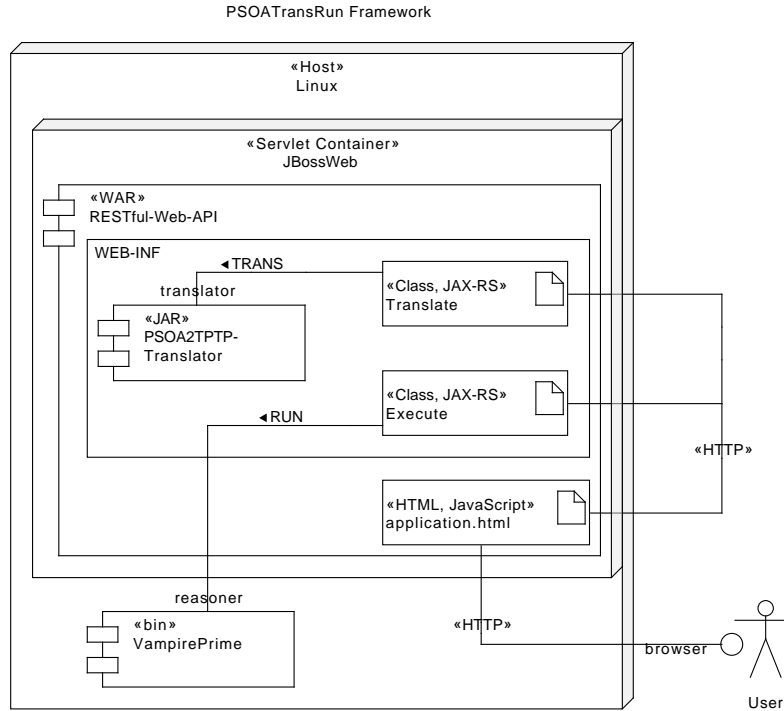 PSOATransRun Framework
«Host»
Linux
«Servlet Container»
JBossWeb
«WAR»
RESTful-Web-API
WEB-INF
◄TRANS
translator
«Class, JAX-RS»
Translate
«JAR»
PSOA2TPTP-
Translator
«Class, JAX-RS»
Execute
◄RUN
«HTTP»
«HTML, JavaScript»
application.html
reasoner
«bin»
VampirePrime
«HTTP»
browser
User